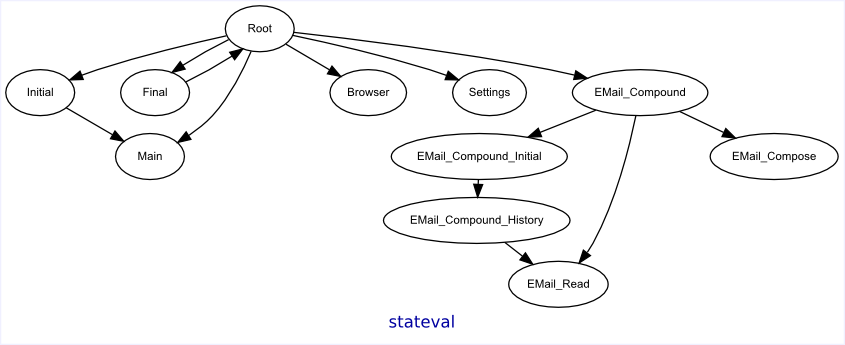 Root
Initial
Final
Browser
Settings
EMail_Compound
Main
EMail_Compound_Initial
EMail_Compose
EMail_Compound_History
EMail_Read
stateval